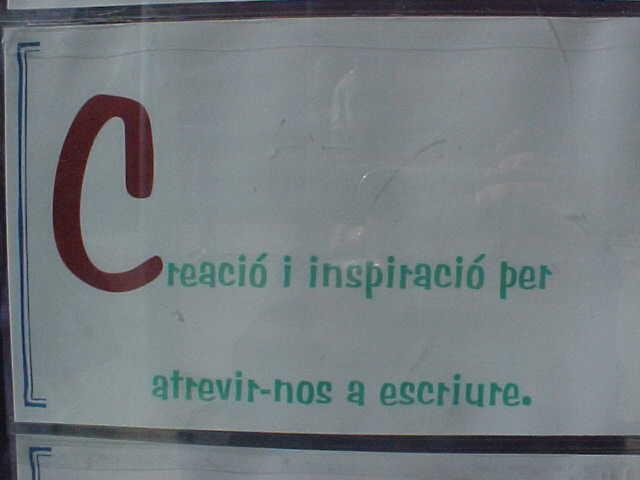 Creació i inspiració per
atrevir-nos a escriure.